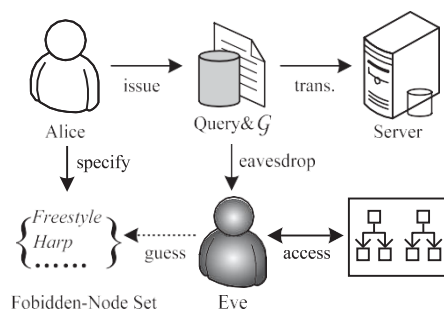 issue
trans.
Alice
Query&𝒢
Server
specify
eavesdrop
Freestyle
Harp
......
guess
access
Fobidden-Node Set
Eve